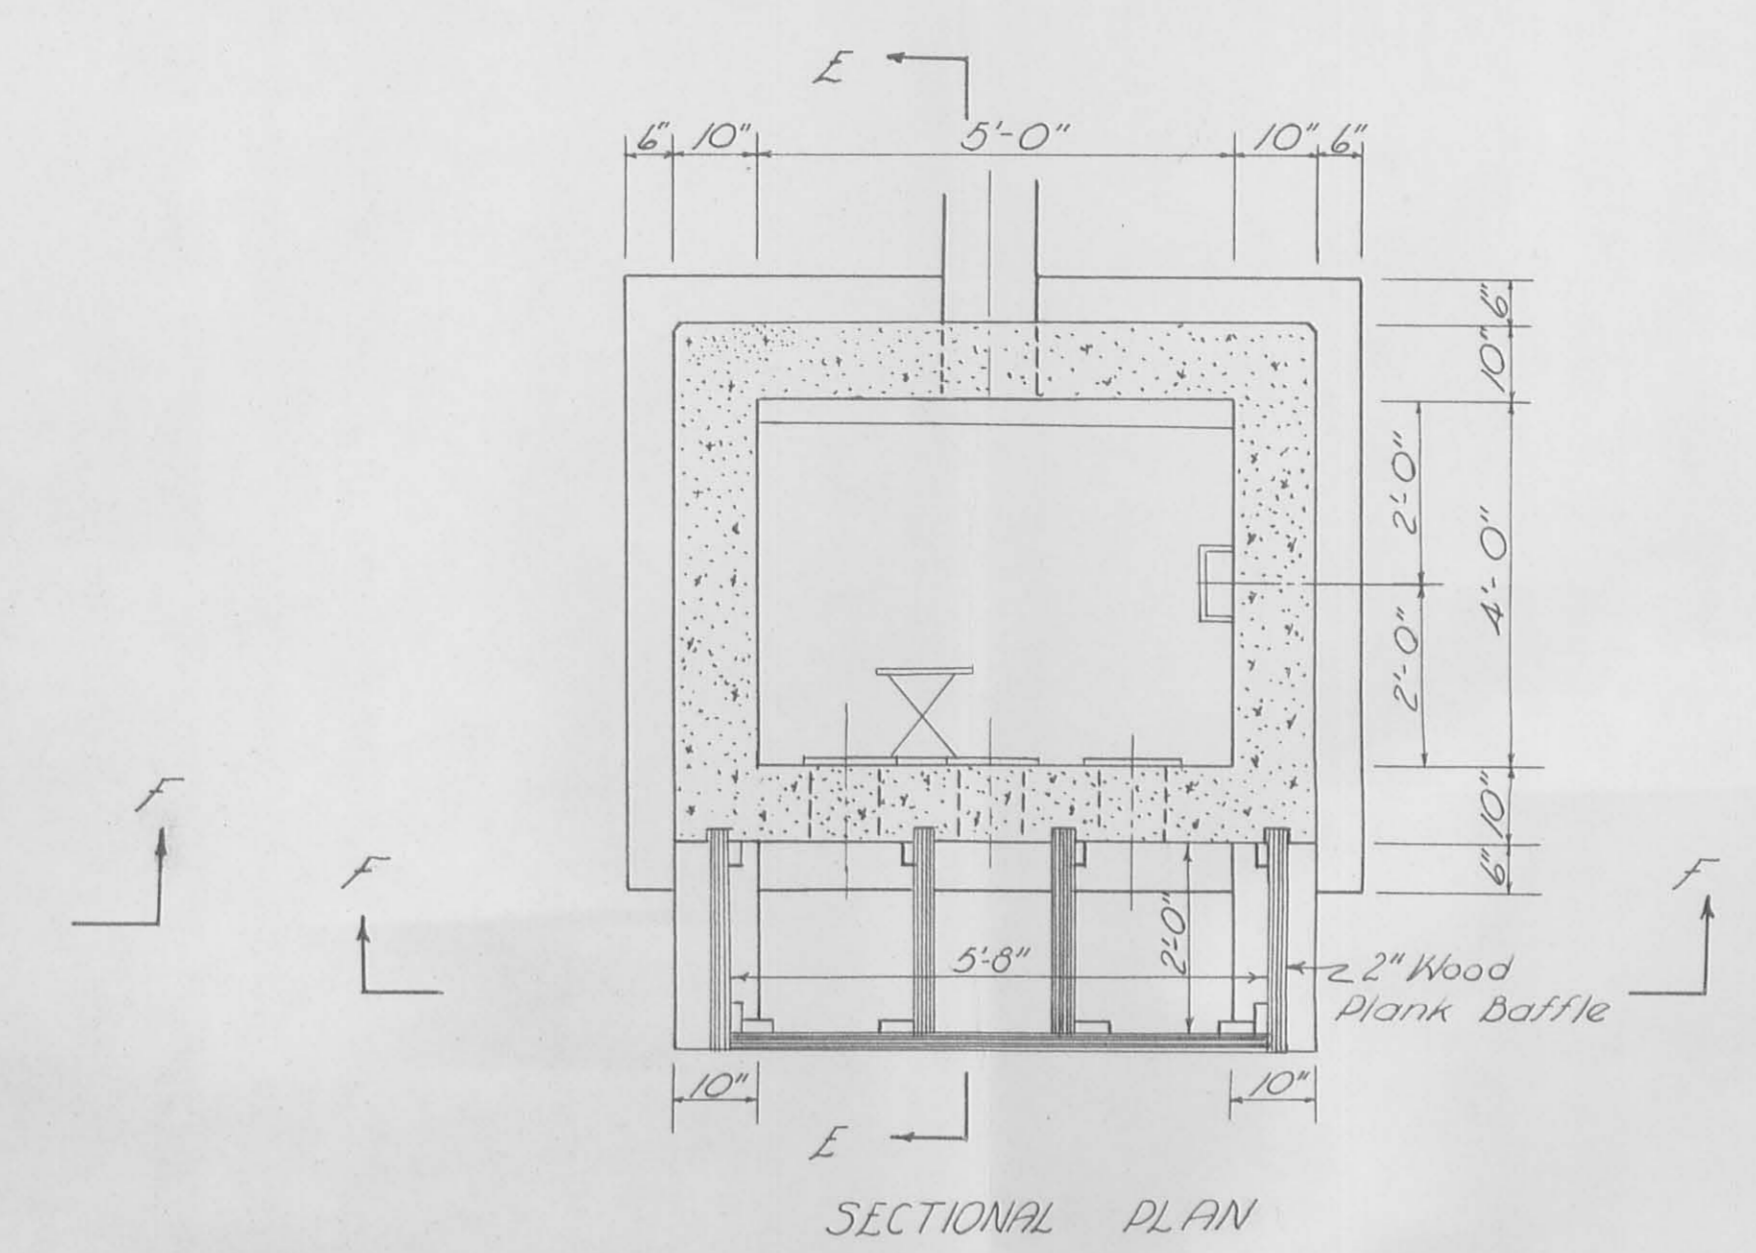 E
6" 10" 5'-0" 10" 6"
6"
10"
2'-0"
4'-0"
2'-0"
10"
6"
F
F
F
2'-0"
5'-8"
2" Wood
Plank Baffle
10" 10"
E
SECTIONAL PLAN